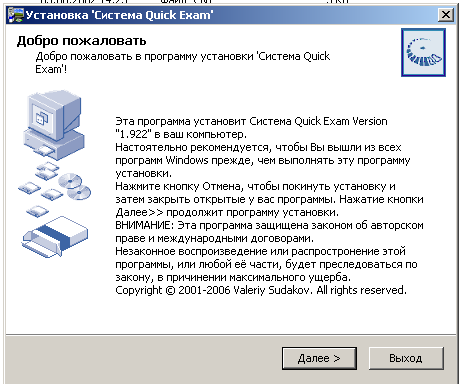 Установка 'Система Quick Exam'
Добро пожаловать
Добро пожаловать в программу установки 'Система Quick
Exam'!
Эта программа установит Система Quick Exam Version
"1.922" в ваш компьютер.
Настоятельно рекомендуется, чтобы Вы вышли из всех
программ Windows прежде, чем выполнять эту программу
установки.
Нажмите кнопку Отмена, чтобы покинуть установку и
затем закрыть открытые у вас программы. Нажатие кнопки
Далее>> продолжит программу установки.
ВНИМАНИЕ: Эта программа защищена законом об авторском
праве и международными договорами.
Незаконное воспроизведение или распростронение этой
программы, или любой её части, будет преследоваться по
закону, в причинении максимального ущерба.
Copyright © 2001-2006 Valeriy Sudakov. All rights reserved.
Далее >
Выход